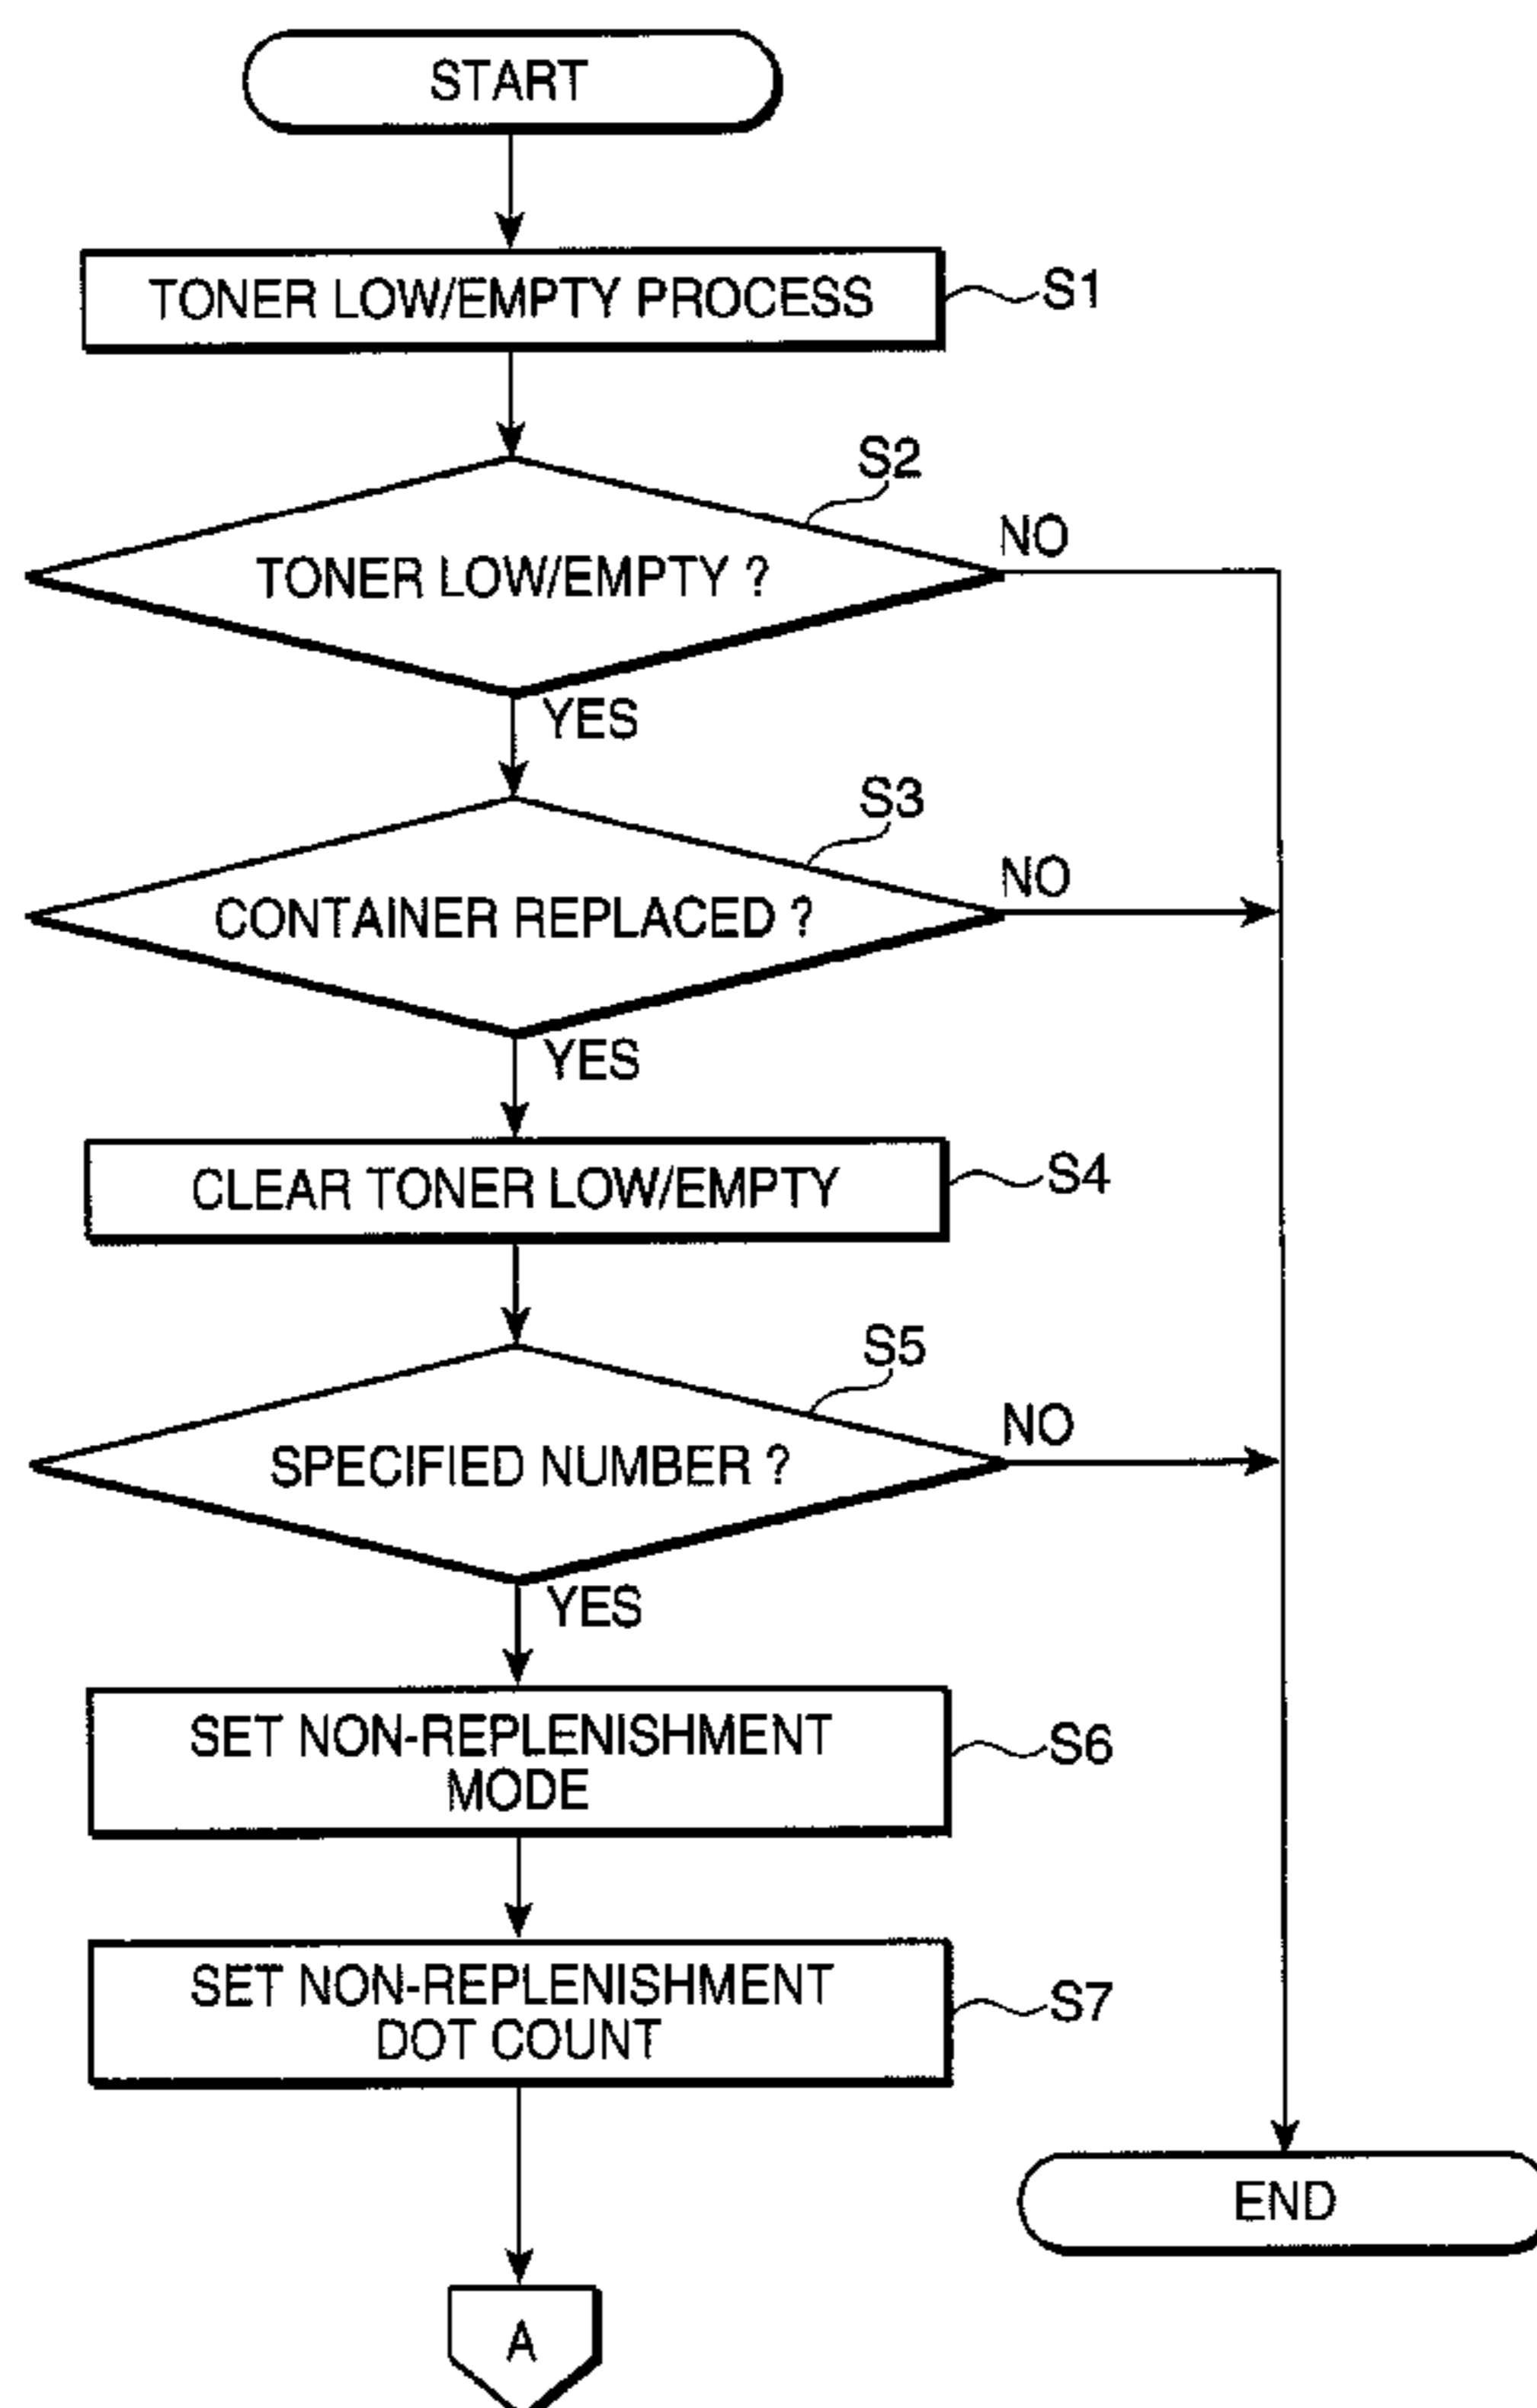 START
TONER LOW/EMPTY PROCESS
S1
S2
TONER LOW/EMPTY ?
NO
YES
S3
CONTAINER REPLACED ?
NO
YES
CLEAR TONER LOW/EMPTY
S4
S5
SPECIFIED NUMBER ?
NO
YES
SET NON-REPLENISHMENT
MODE
S6
SET NON-REPLENISHMENT
DOT COUNT
S7
END
A